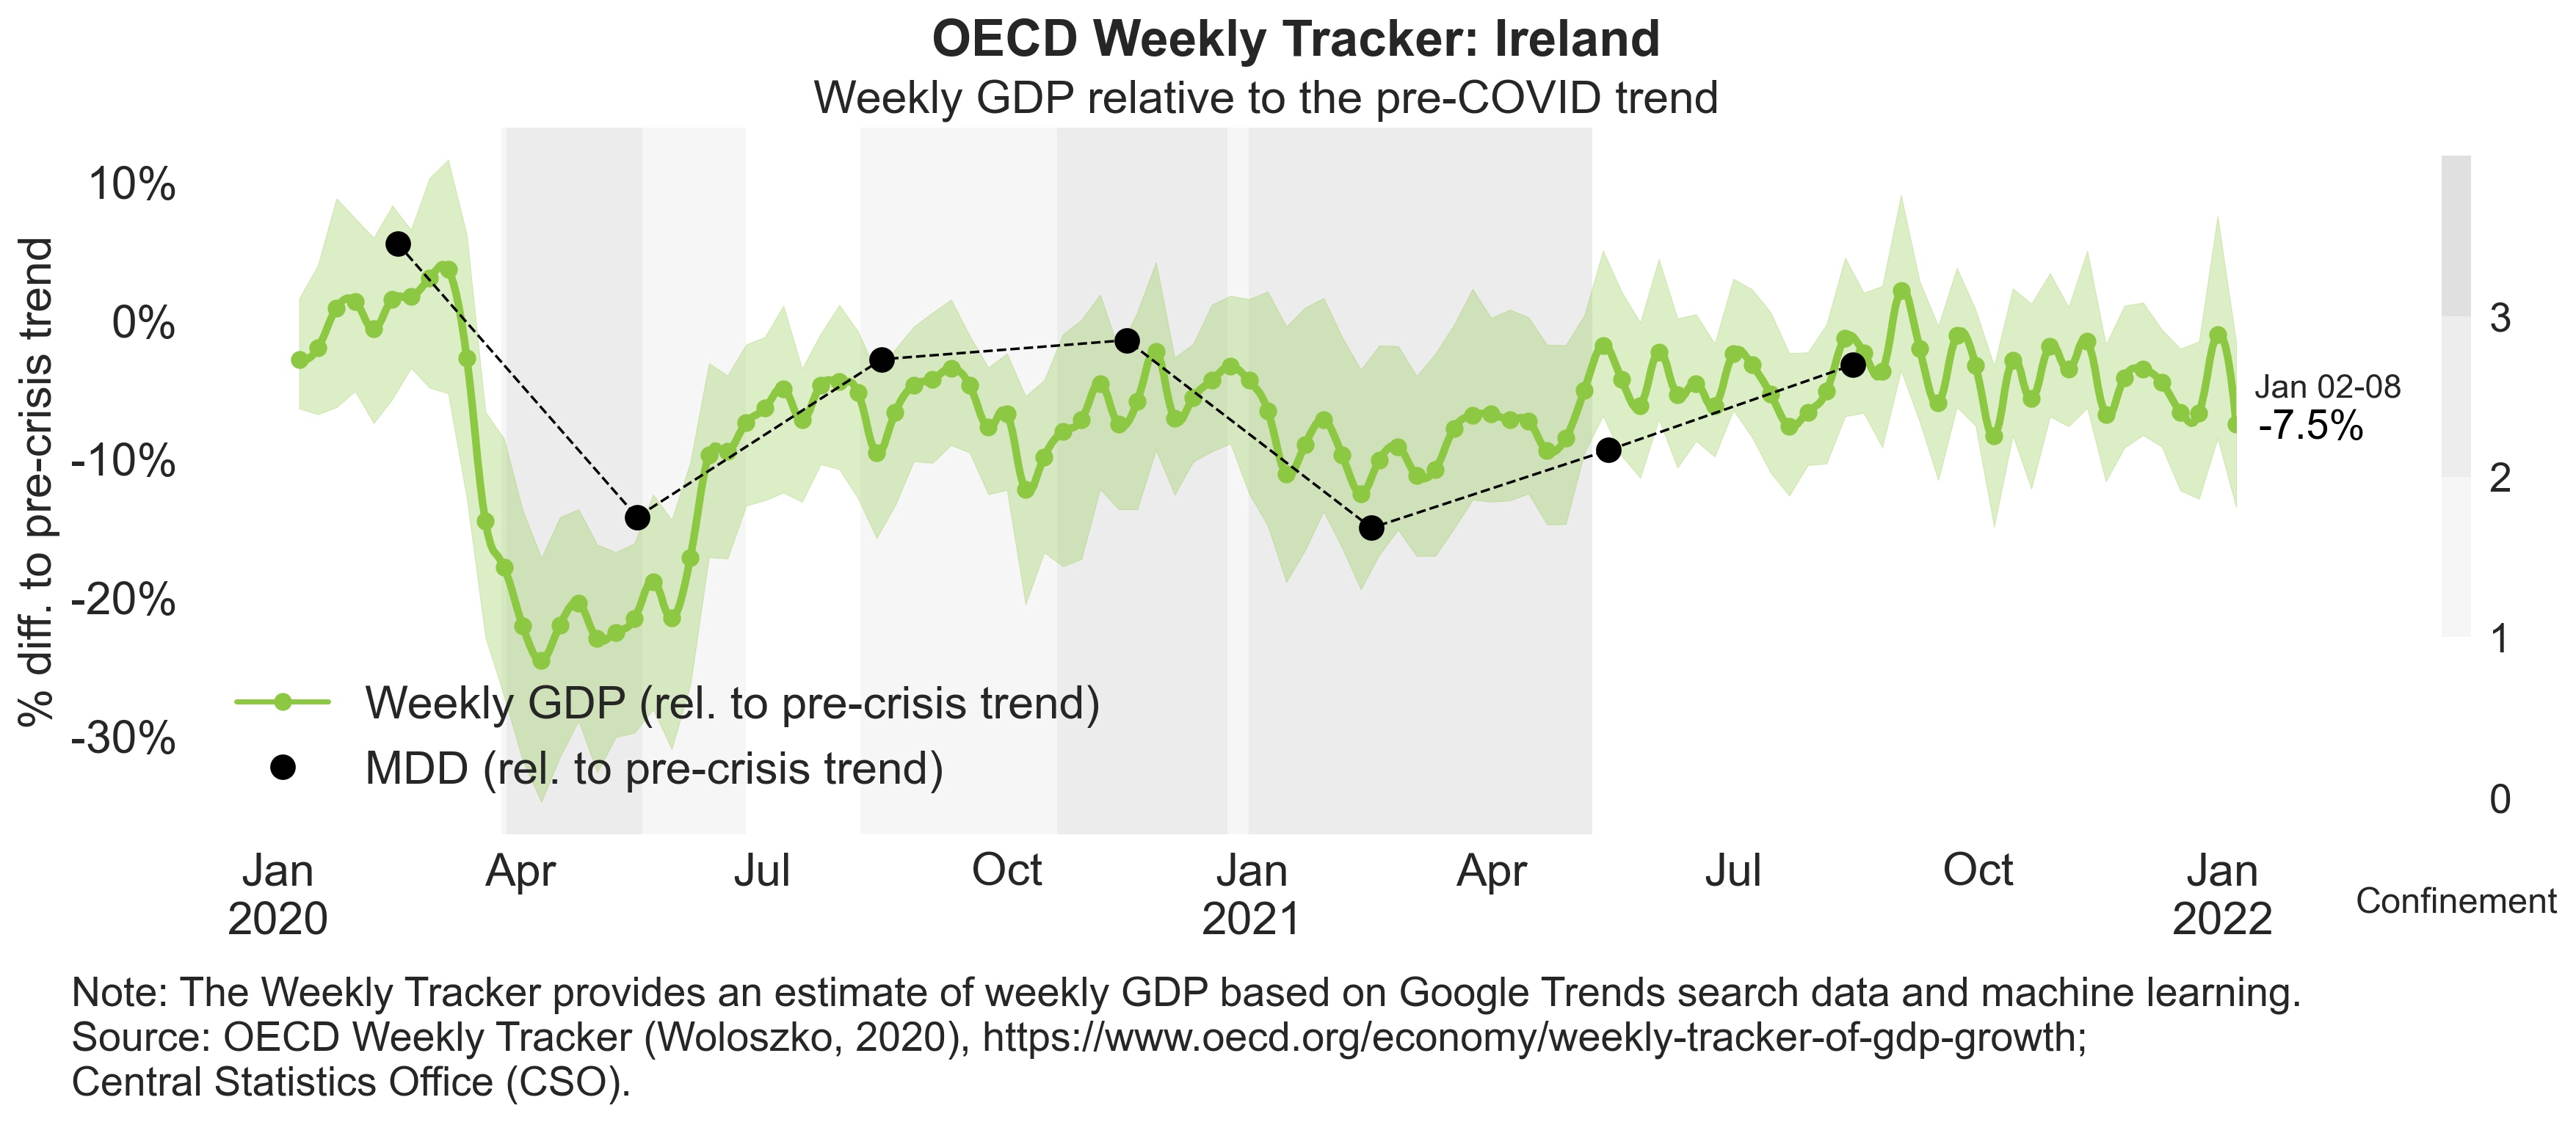 OECD Weekly Tracker: Ireland
Weekly GDP relative to the pre-COVID trend
% diff. to pre-crisis trend
10%
0%
-10%
-20%
-30%
Jan 02-08
-7.5%
Weekly GDP (rel. to pre-crisis trend)
MDD (rel. to pre-crisis trend)
3
2
1
0
Jan Apr Jul Oct Jan Apr Jul Oct Jan
2020 2021 2022
Confinement
Note: The Weekly Tracker provides an estimate of weekly GDP based on Google Trends search data and machine learning.
Source: OECD Weekly Tracker (Woloszko, 2020), https://www.oecd.org/economy/weekly-tracker-of-gdp-growth;
Central Statistics Office (CSO).